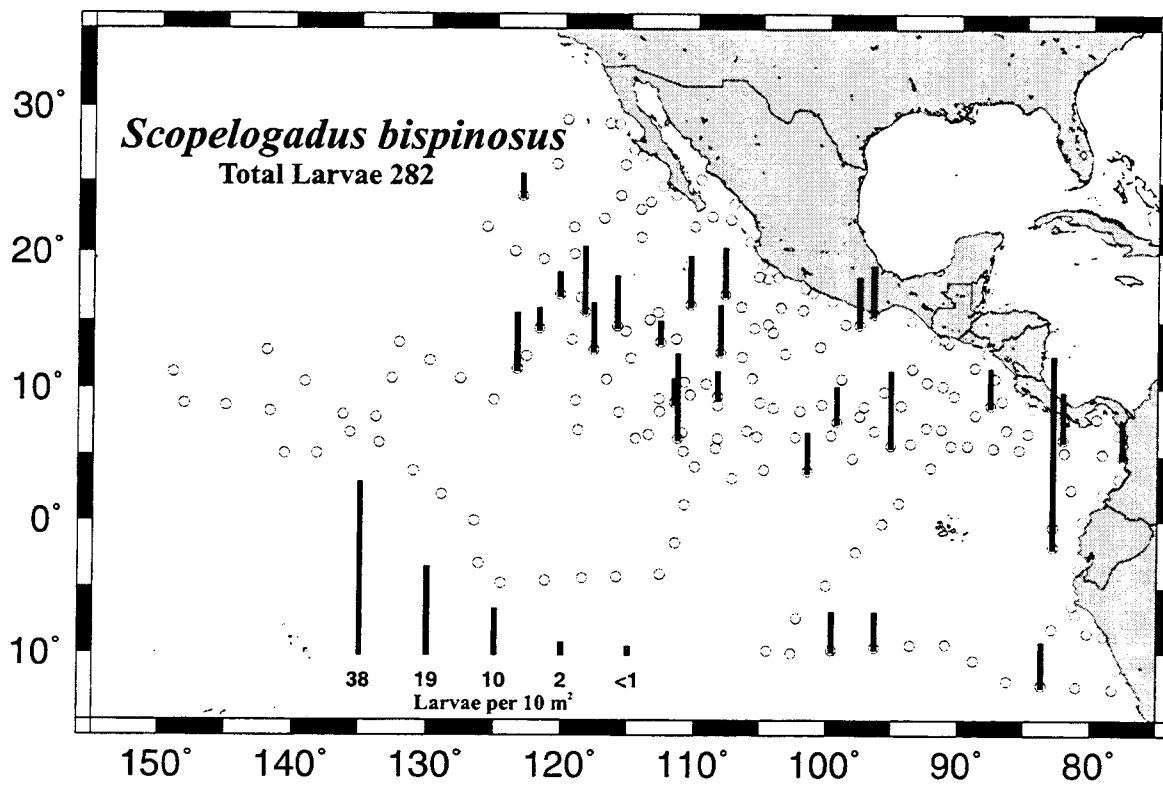 30°
Scopelogadus bispinosus
Total Larvae 282
20°
10°
0°
10°
38 19 10 2 <1
Larvae per 10 m²
150° 140° 130° 120° 110° 100° 90° 80°